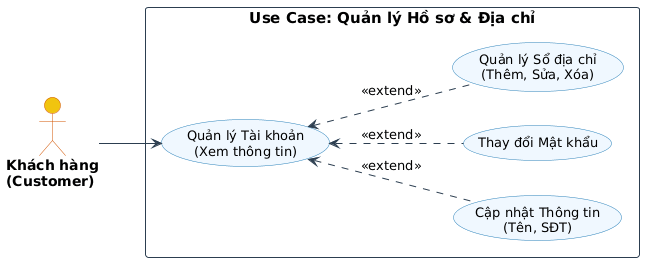 Use Case: Quản lý Hồ sơ & Địa chỉ
Quản lý Sổ địa chỉ
(Thêm, Sửa, Xóa)
«extend»
Quản lý Tài khoản
(Xem thông tin)
«extend»
Thay đổi Mật khẩu
«extend»
Khách hàng
(Customer)
Cập nhật Thông tin
(Tên, SĐT)